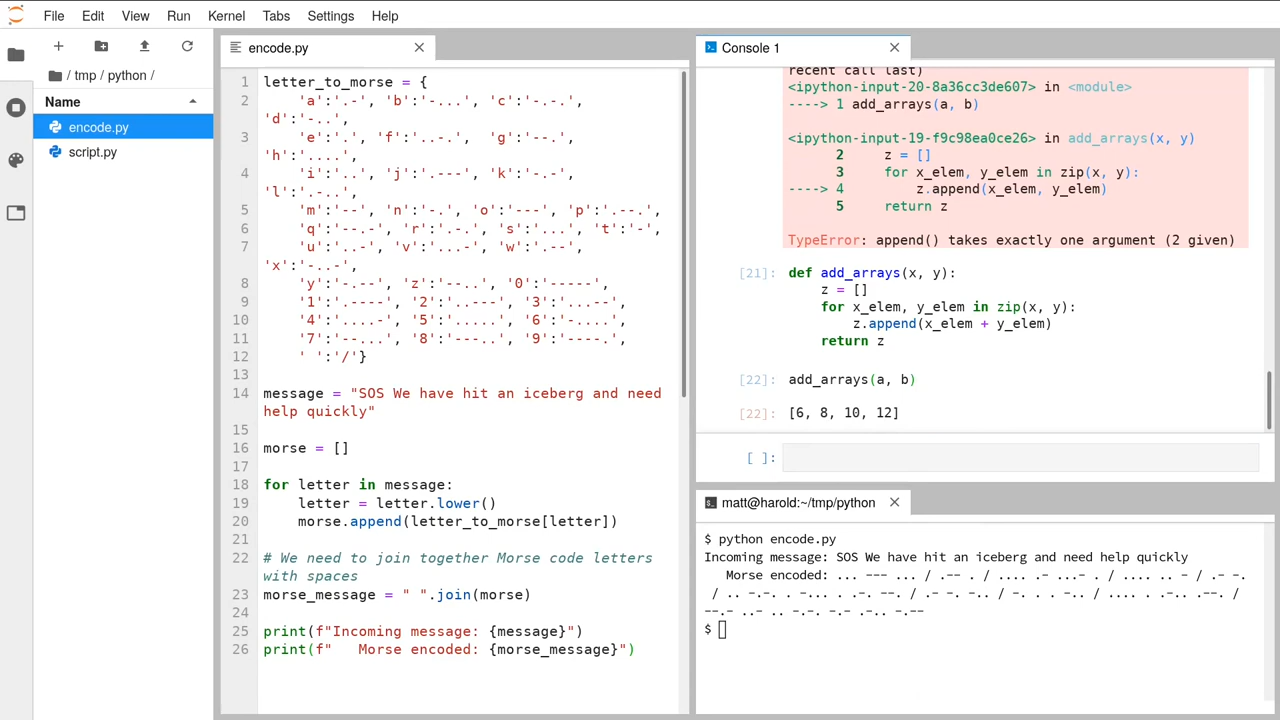 File Edit View Run Kernel Tabs Settings Help
/ tmp / python /
Name
encode.py
script.py
encode.py
1 letter_to_morse = {
2     'a':'.-', 'b':'-...', 'c':'-.-.',
'd':'-..',
3     'e':'.', 'f':'..-.', 'g':'--.',
'h':'....',
4     'i':'..', 'j':'.---', 'k':'-.-',
'l':'.-..',
5     'm':'--', 'n':'-.', 'o':'---', 'p':'.--.',
6     'q':'--.-', 'r':'.-.', 's':'...', 't':'-',
7     'u':'..-', 'v':'...-', 'w':'.--',
'x':'-..-',
8     'y':'-.--', 'z':'--..', '0':'-----',
9     '1':'.----', '2':'..---', '3':'...--',
10     '4':'....-', '5':'.....', '6':'-....',
11     '7':'--...', '8':'---..', '9':'----.',
12     ' ':'/'}
13
14 message = "SOS We have hit an iceberg and need
help quickly"
15
16 morse = []
17
18 for letter in message:
19     letter = letter.lower()
20     morse.append(letter_to_morse[letter])
21
22 # We need to join together Morse code letters
with spaces
23 morse_message = " ".join(morse)
24
25 print(f"Incoming message: {message}")
26 print(f"   Morse encoded: {morse_message}")
Console 1
recent call last)
<ipython-input-20-8a36cc3de607> in <module>
----> 1 add_arrays(a, b)
<ipython-input-19-f9c98ea0ce26> in add_arrays(x, y)
      2     z = []
      3     for x_elem, y_elem in zip(x, y):
----> 4         z.append(x_elem, y_elem)
      5     return z
TypeError: append() takes exactly one argument (2 given)
[21]: def add_arrays(x, y):
    z = []
    for x_elem, y_elem in zip(x, y):
        z.append(x_elem + y_elem)
    return z
[22]: add_arrays(a, b)
[22]: [6, 8, 10, 12]
[ ]:
matt@harold:~/tmp/python
$ python encode.py
Incoming message: SOS We have hit an iceberg and need help quickly
   Morse encoded: ... --- ... / .-- . / .... .- ...- . / .... .. - / .- -.
 / .. -.-. . -... . .-. --. / .- -. -.. / -. . . -.. / .... . .-.. .--. /
--.- ..- .. -.-. -.- .-.. -.--
$